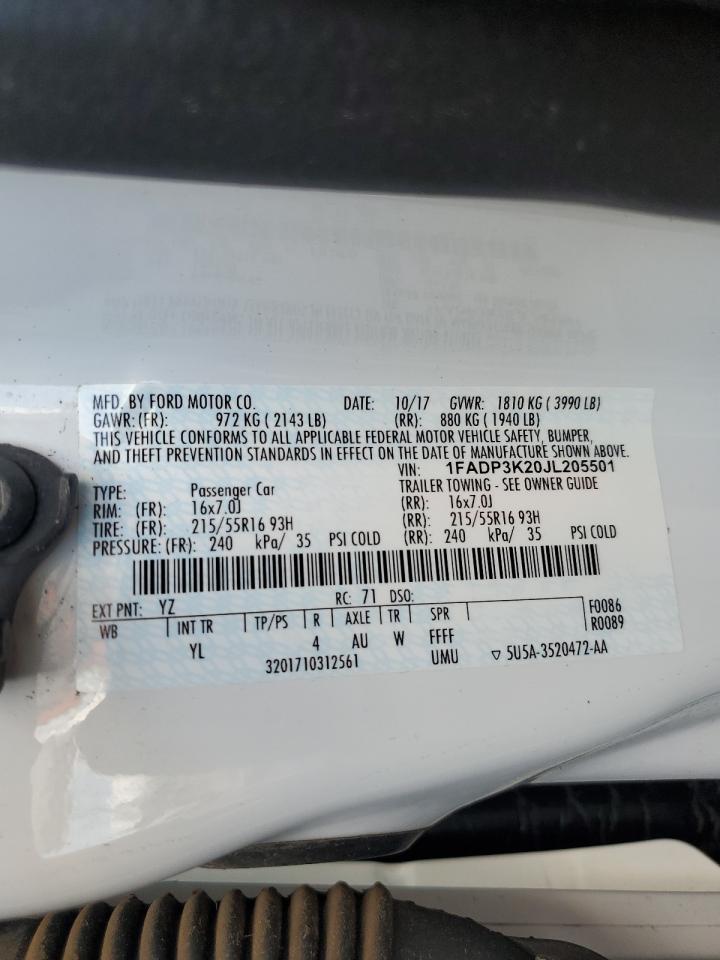 MFD. BY FORD MOTOR CO. DATE: 10/17 GVWR: 1810 KG ( 3990 LB)
GAWR:(FR): 972 KG ( 2143 LB) (RR): 880 KG ( 1940 LB)
THIS VEHICLE CONFORMS TO ALL APPLICABLE FEDERAL MOTOR VEHICLE SAFETY, BUMPER,
AND THEFT PREVENTION STANDARDS IN EFFECT ON THE DATE OF MANUFACTURE SHOWN ABOVE.
VIN: 1FADP3K20JL205501
TYPE: Passenger Car TRAILER TOWING - SEE OWNER GUIDE
RIM: (FR): 16x7.0J (RR): 16x7.0J
TIRE: (FR): 215/55R16 93H (RR): 215/55R16 93H
PRESSURE: (FR): 240 kPa/ 35 PSI COLD (RR): 240 kPa/ 35 PSI COLD
EXT PNT: YZ RC: 71 DSO: F0086
WB INT TR TP/PS R AXLE TR SPR R0089
YL 4 AU W FFFF
3201710312561 UMU ▽ 5U5A-3520472-AA